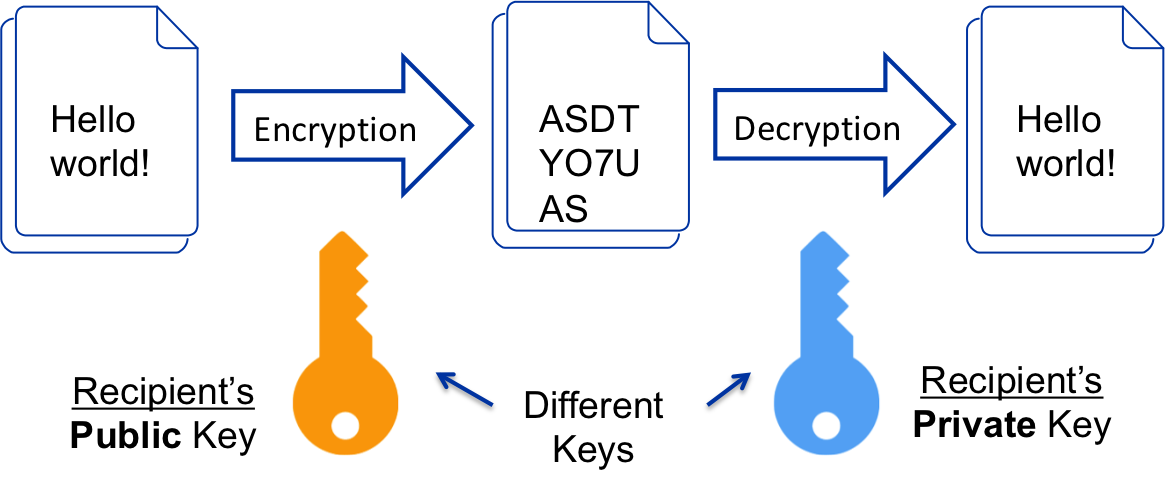 Hello
world!
Encryption
ASDT
YO7U
AS
Decryption
Hello
world!
Recipient’s
Public Key
Different
Keys
Recipient’s
Private Key